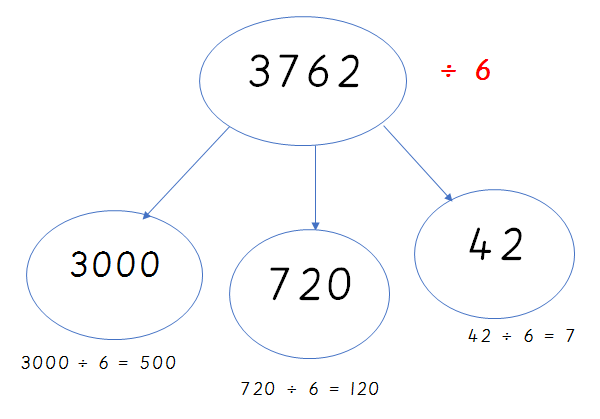 3762 ÷ 6
3000
720
42
3000 ÷ 6 = 500
720 ÷ 6 = 120
42 ÷ 6 = 7